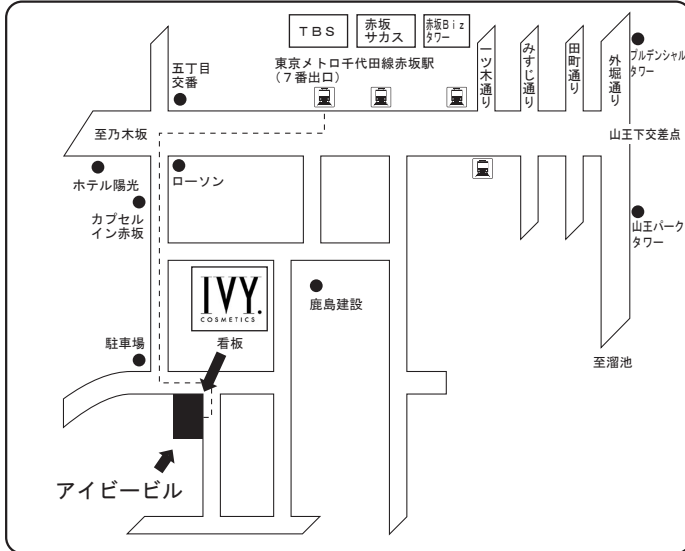 TBS
赤坂
サカス
赤坂Biz
タワー
東京メトロ千代田線赤坂駅
(7番出口)
五丁目
交番
一ツ木通り
みすじ通り
田町通り
外堀通り
プルデンシャル
タワー
至乃木坂
山王下交差点
ホテル陽光
ローソン
カプセル
イン赤坂
山王パーク
タワー
IVY.
COSMETICS
鹿島建設
看板
駐車場
至溜池
アイビービル